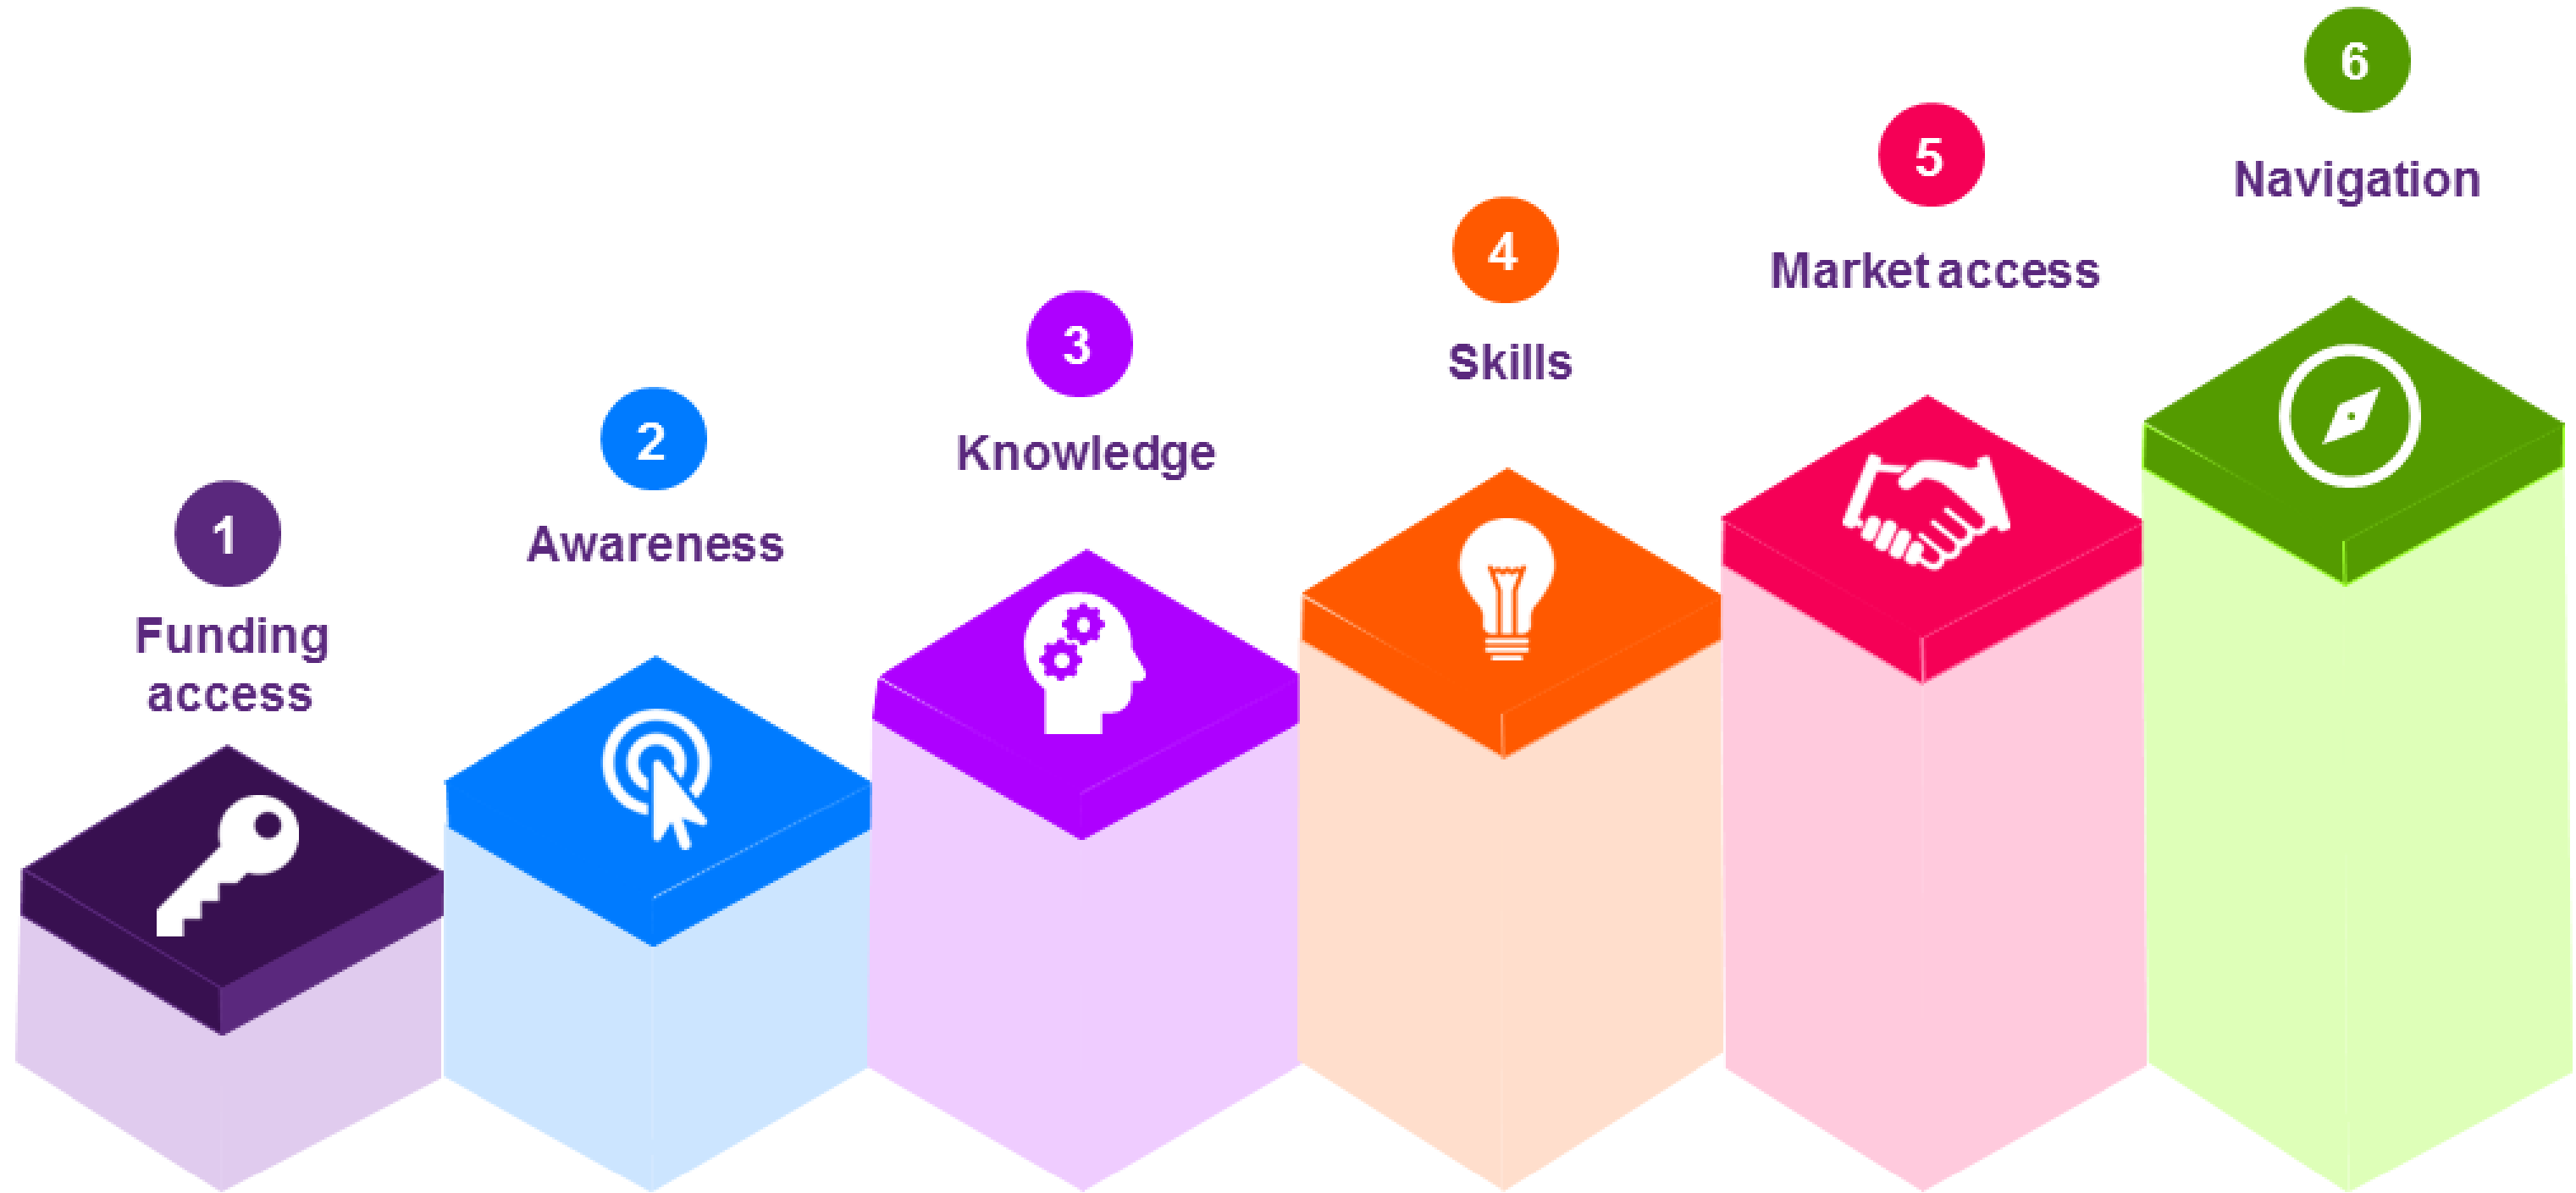 1
Funding
access
2
Awareness
3
Knowledge
4
Skills
5
Market access
6
Navigation